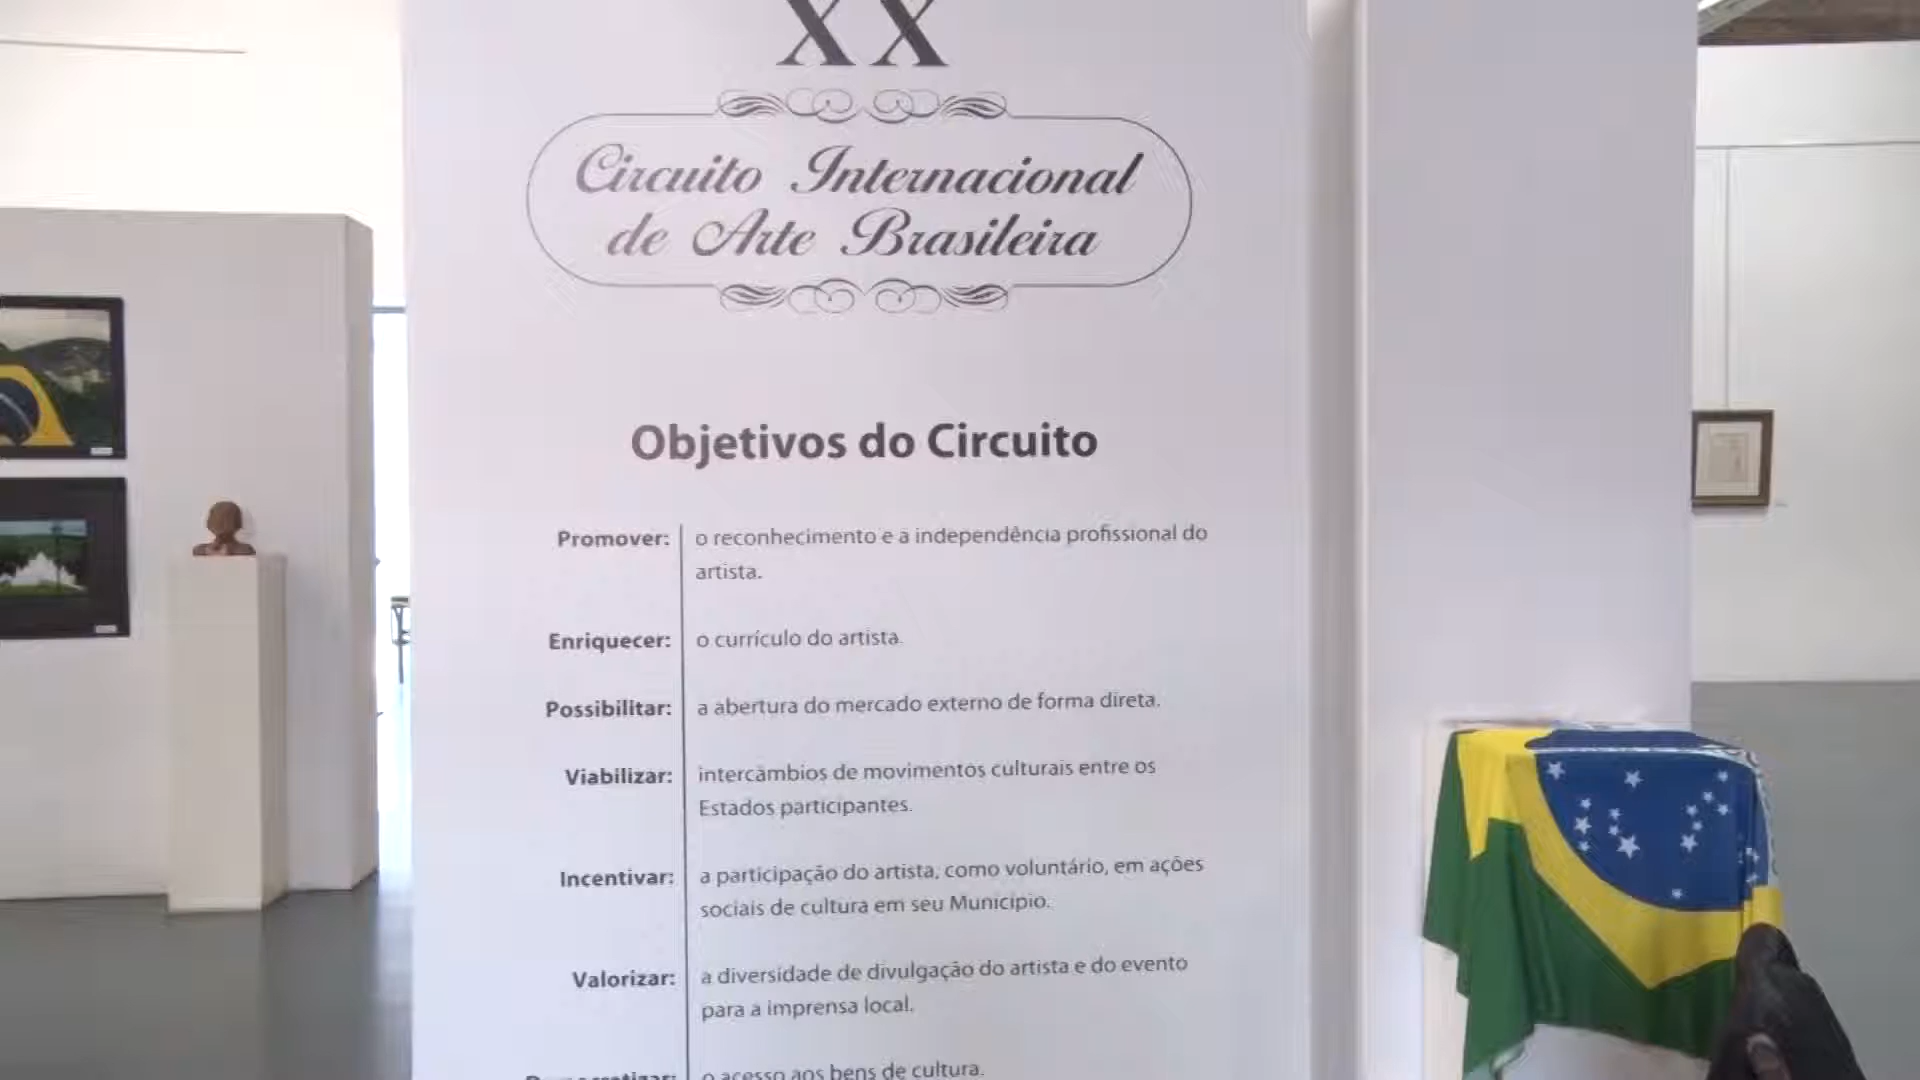 XX
Circuito Internacional
de Arte Brasileira
Objetivos do Circuito
Promover: o reconhecimento e a independência profissional do
artista.
Enriquecer: o currículo do artista.
Possibilitar: a abertura do mercado externo de forma direta.
Viabilizar: intercâmbios de movimentos culturais entre os
Estados participantes.
Incentivar: a participação do artista, como voluntário, em ações
sociais de cultura em seu Município.
Valorizar: a diversidade de divulgação do artista e do evento
para a imprensa local.
o acesso aos bens de cultura.